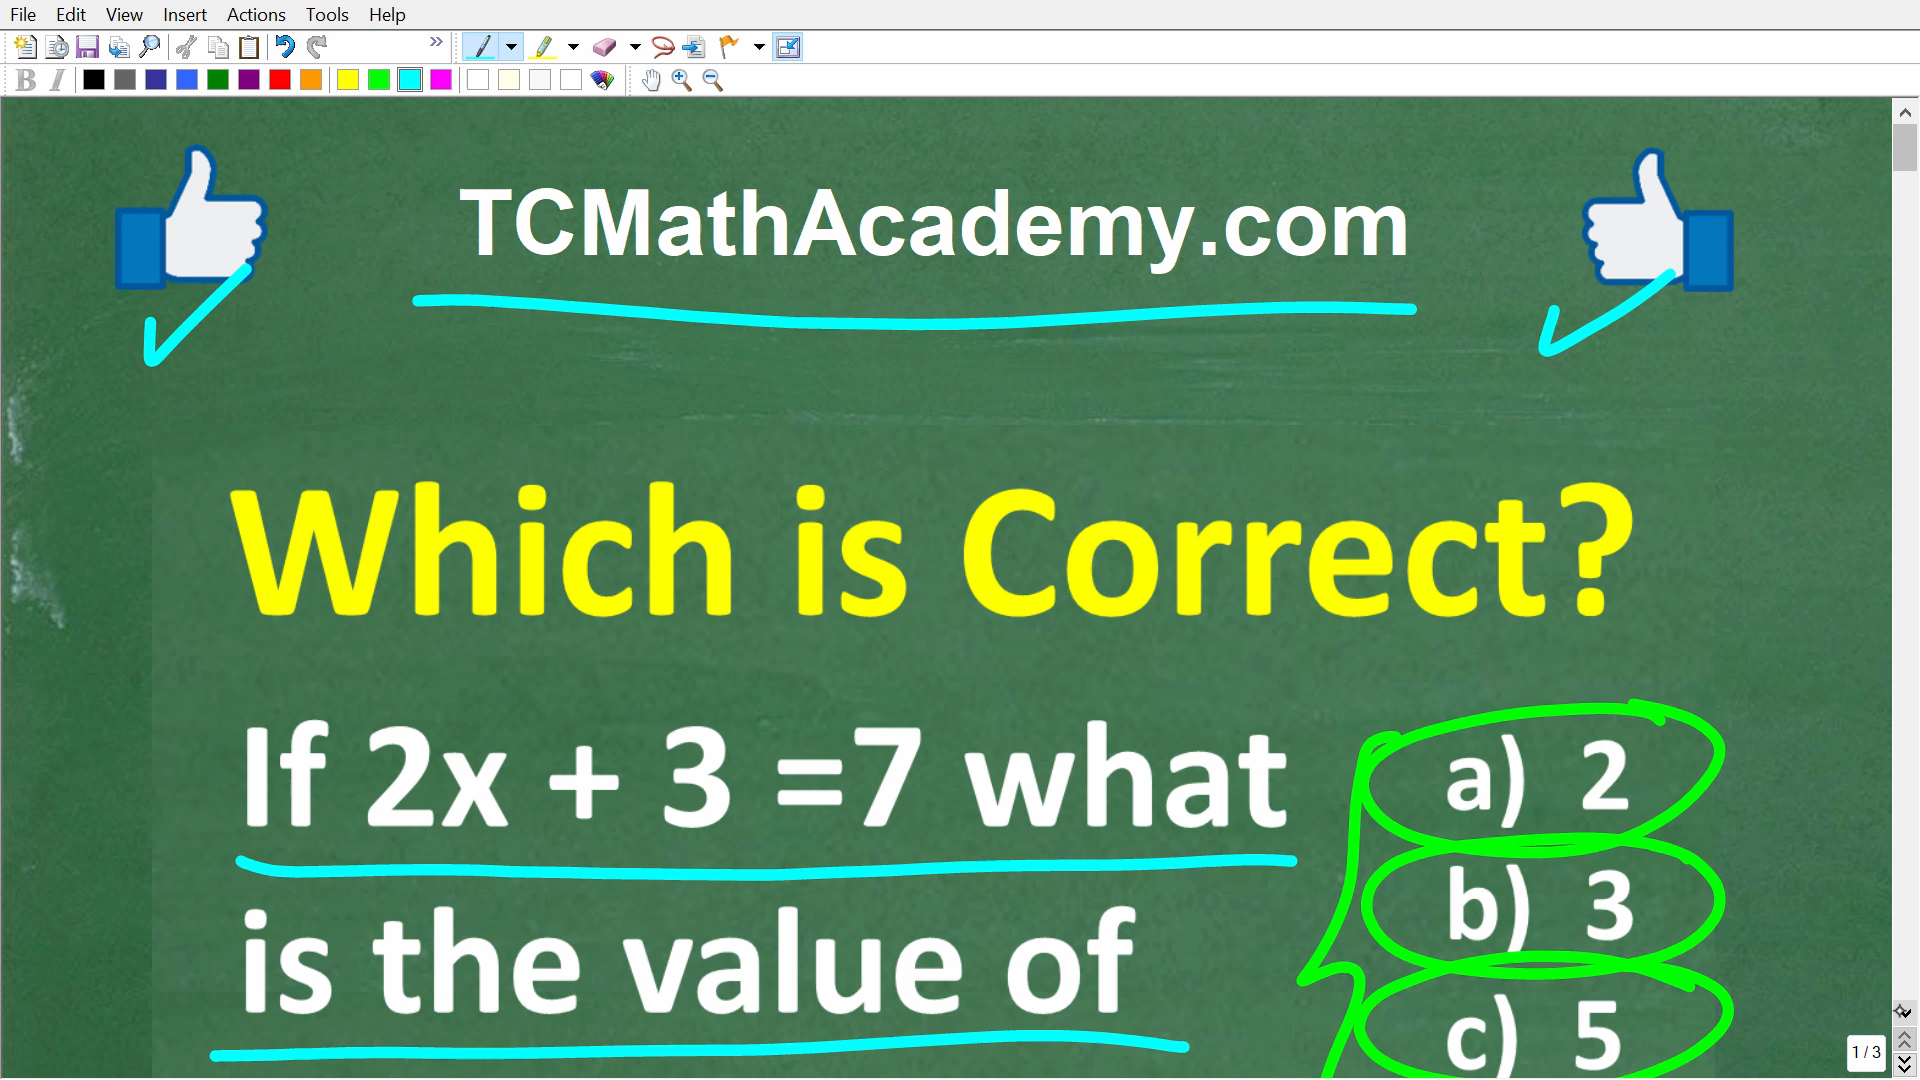 File Edit View Insert Actions Tools Help
B I
TCMathAcademy.com
Which is Correct?
If 2x + 3 =7 what
is the value of
a) 2
b) 3
c) 5
1 / 3